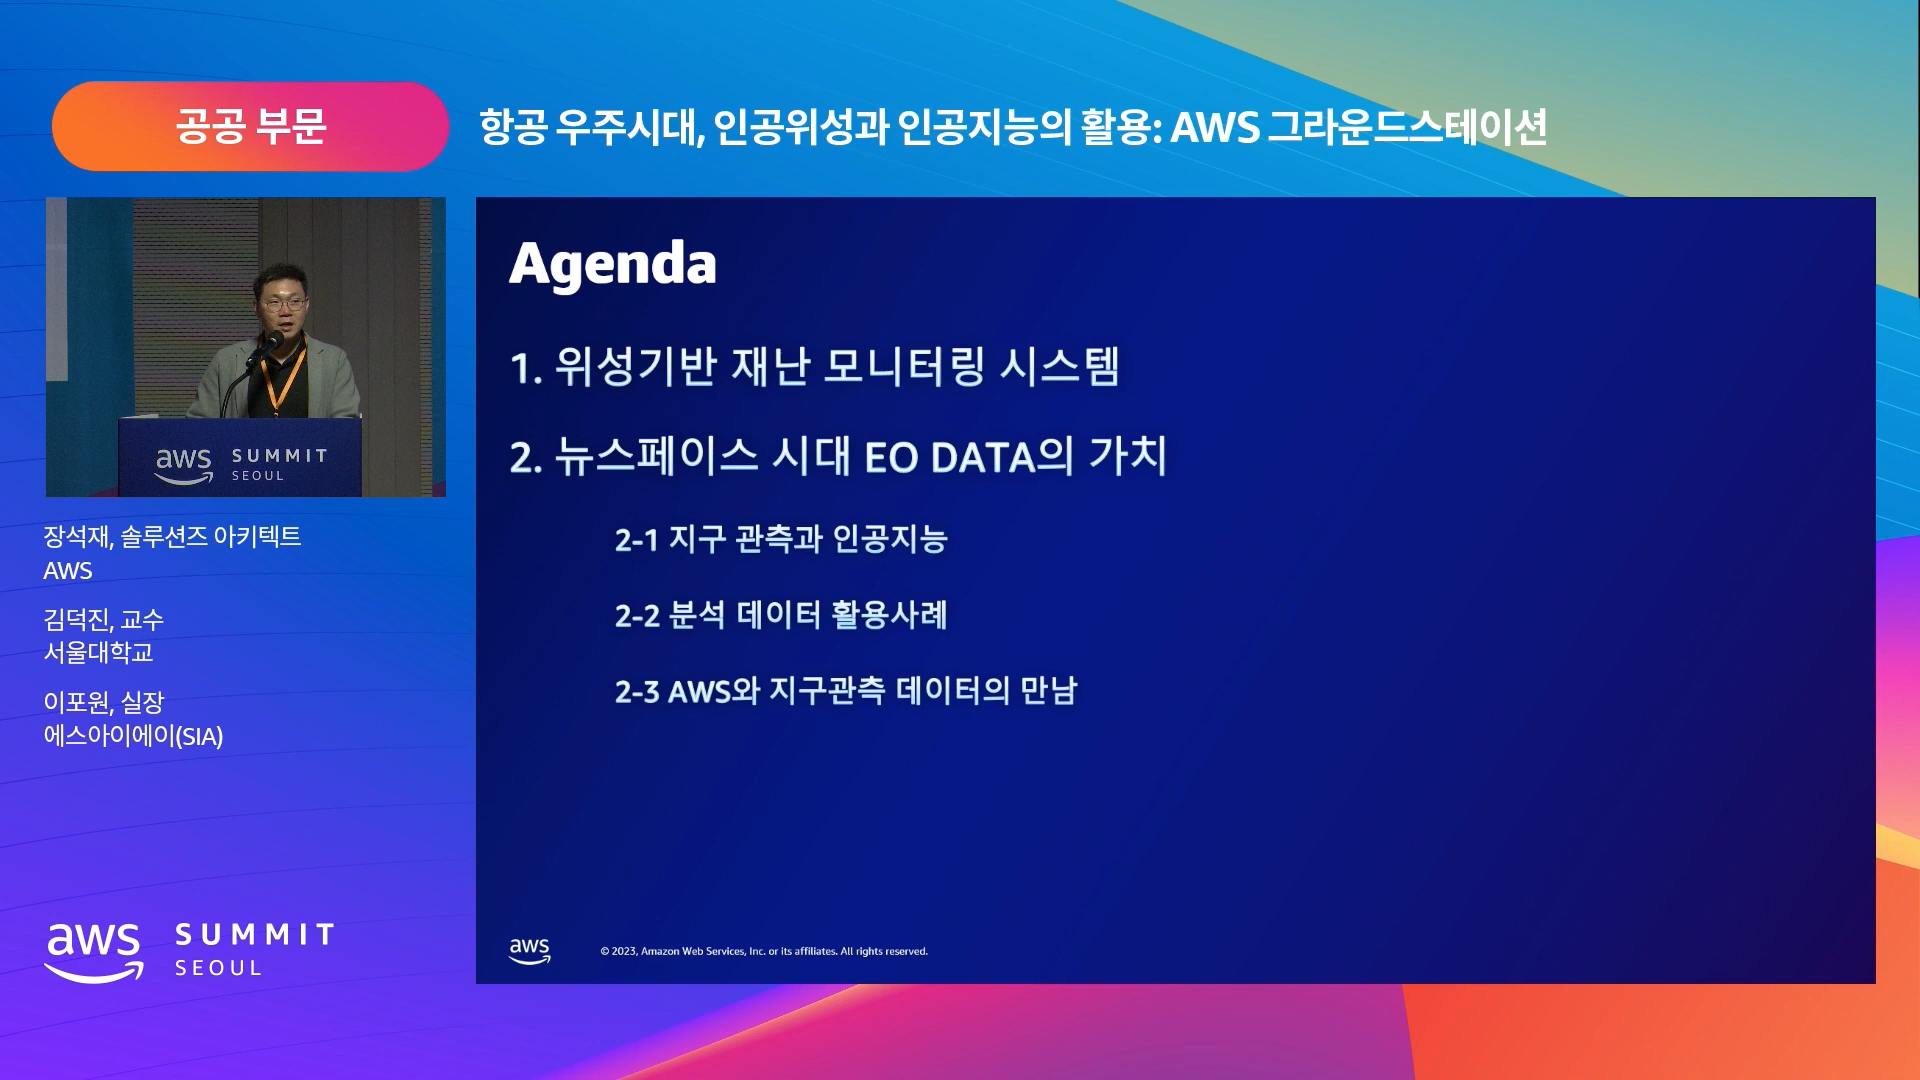 공공 부문
항공 우주시대, 인공위성과 인공지능의 활용: AWS 그라운드스테이션
aws SUMMIT
SEOUL
장석재, 솔루션즈 아키텍트
AWS
김덕진, 교수
서울대학교
이포원, 실장
에스아이에이(SIA)
aws SUMMIT
SEOUL
Agenda
1. 위성기반 재난 모니터링 시스템
2. 뉴스페이스 시대 EO DATA의 가치
2-1 지구 관측과 인공지능
2-2 분석 데이터 활용사례
2-3 AWS와 지구관측 데이터의 만남
aws
© 2023, Amazon Web Services, Inc. or its affiliates. All rights reserved.